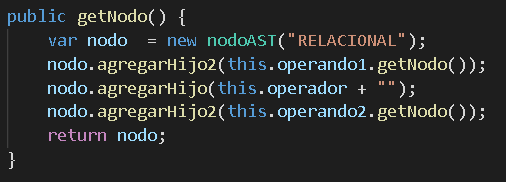 public getNodo() {
    var nodo  = new nodoAST("RELACIONAL");
    nodo.agregarHijo2(this.operando1.getNodo());
    nodo.agregarHijo(this.operador + "");
    nodo.agregarHijo2(this.operando2.getNodo());
    return nodo;
}